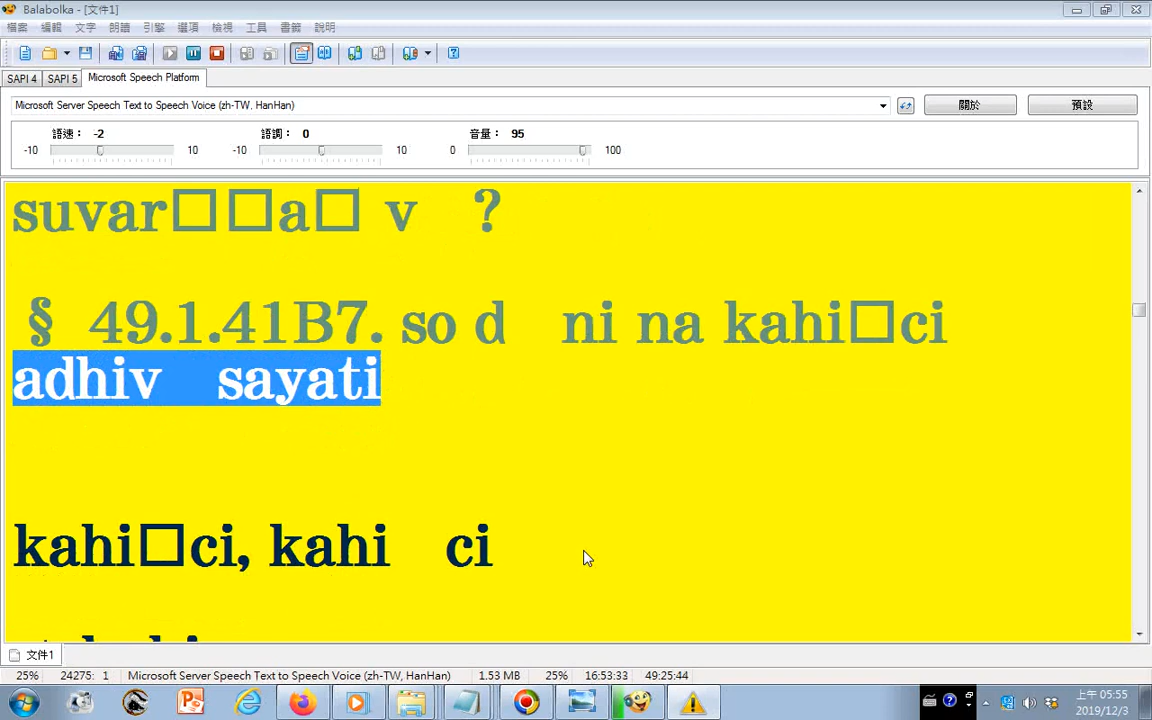 Balabolka - [文件1]
檔案 編輯 文字 朗讀 引擎 選項 檢視 工具 書籤 說明
SAPI 4 SAPI 5 Microsoft Speech Platform
Microsoft Server Speech Text to Speech Voice (zh-TW, HanHan) 關於 預設
語速： -2 語調： 0 音量： 95
-10 10 -10 10 0 100
suvar□□a□ v ?
§ 49.1.41B7. so d ni na kahi□ci
adhiv sayati
kahi□ci, kahi ci
文件1
25% 24275: 1 Microsoft Server Speech Text to Speech Voice (zh-TW, HanHan) 1.53 MB 25% 16:53:33 49:25:44
上午 05:55
2019/12/3